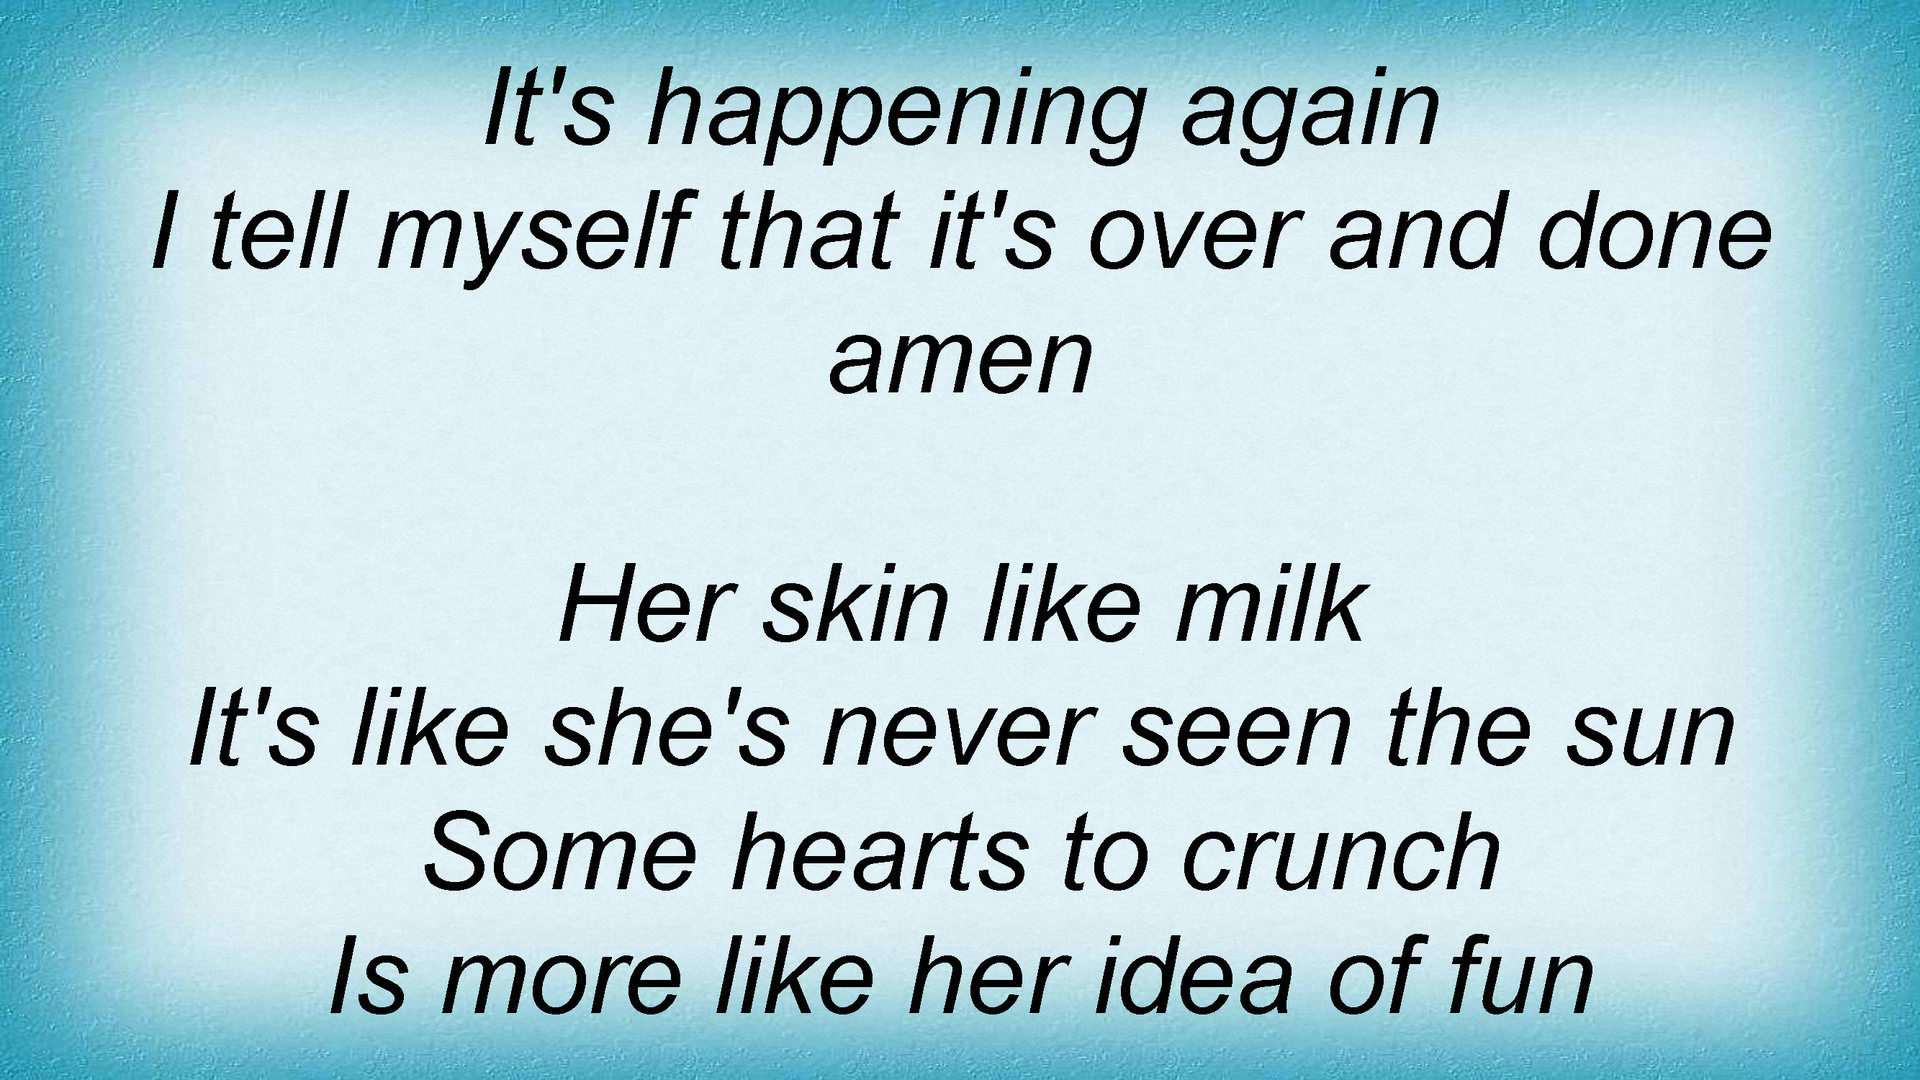 It's happening again
I tell myself that it's over and done
amen
Her skin like milk
It's like she's never seen the sun
Some hearts to crunch
Is more like her idea of fun